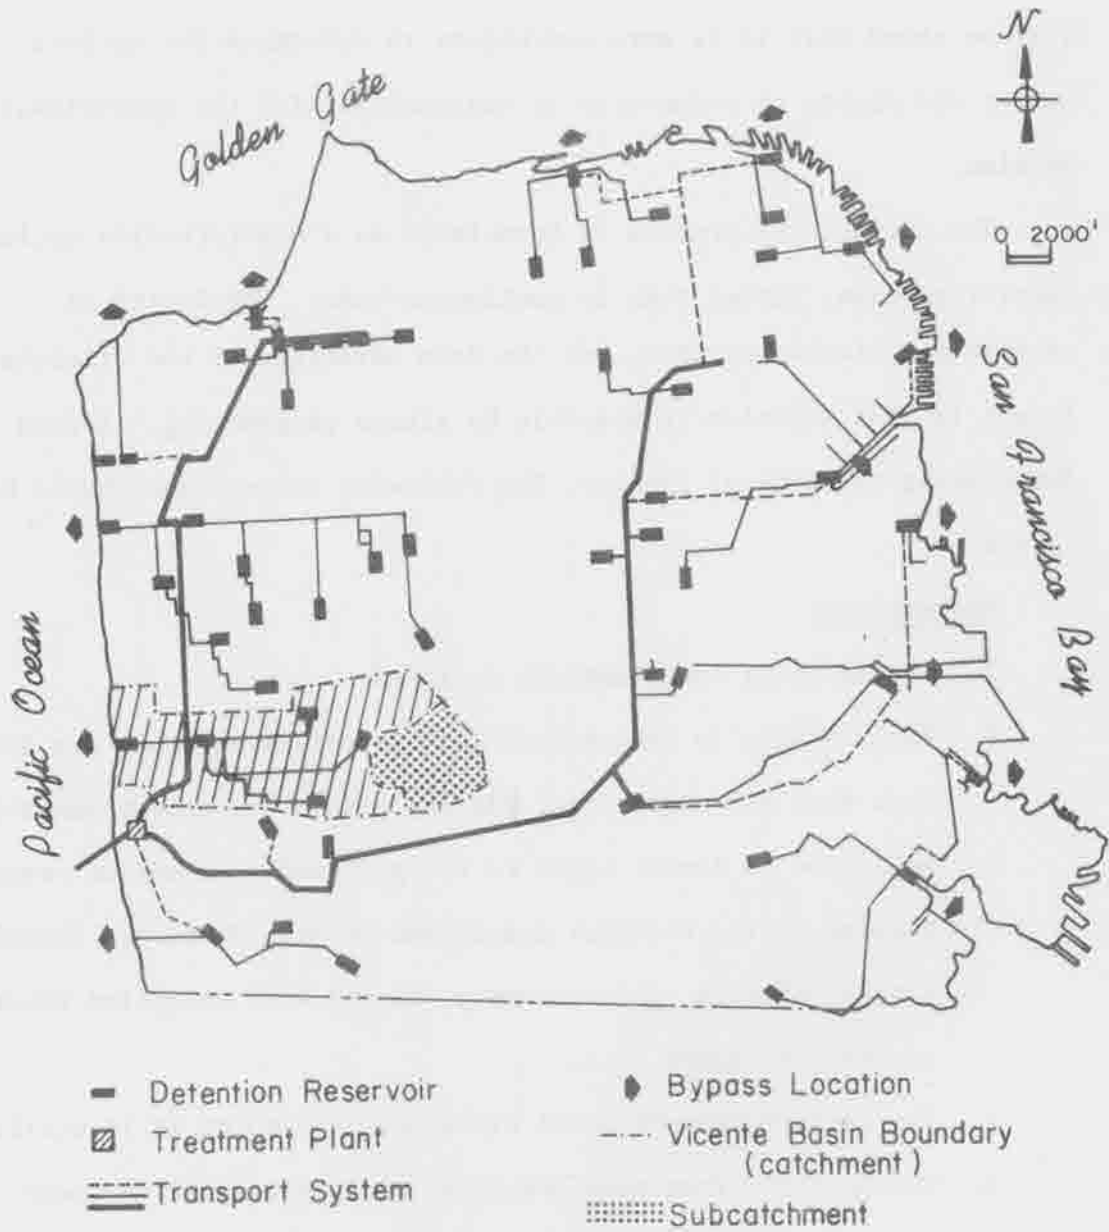 N
Golden Gate
0 2000'
San Francisco Bay
Pacific Ocean
Detention Reservoir
Treatment Plant
Transport System
Bypass Location
Vicente Basin Boundary
(catchment)
Subcatchment